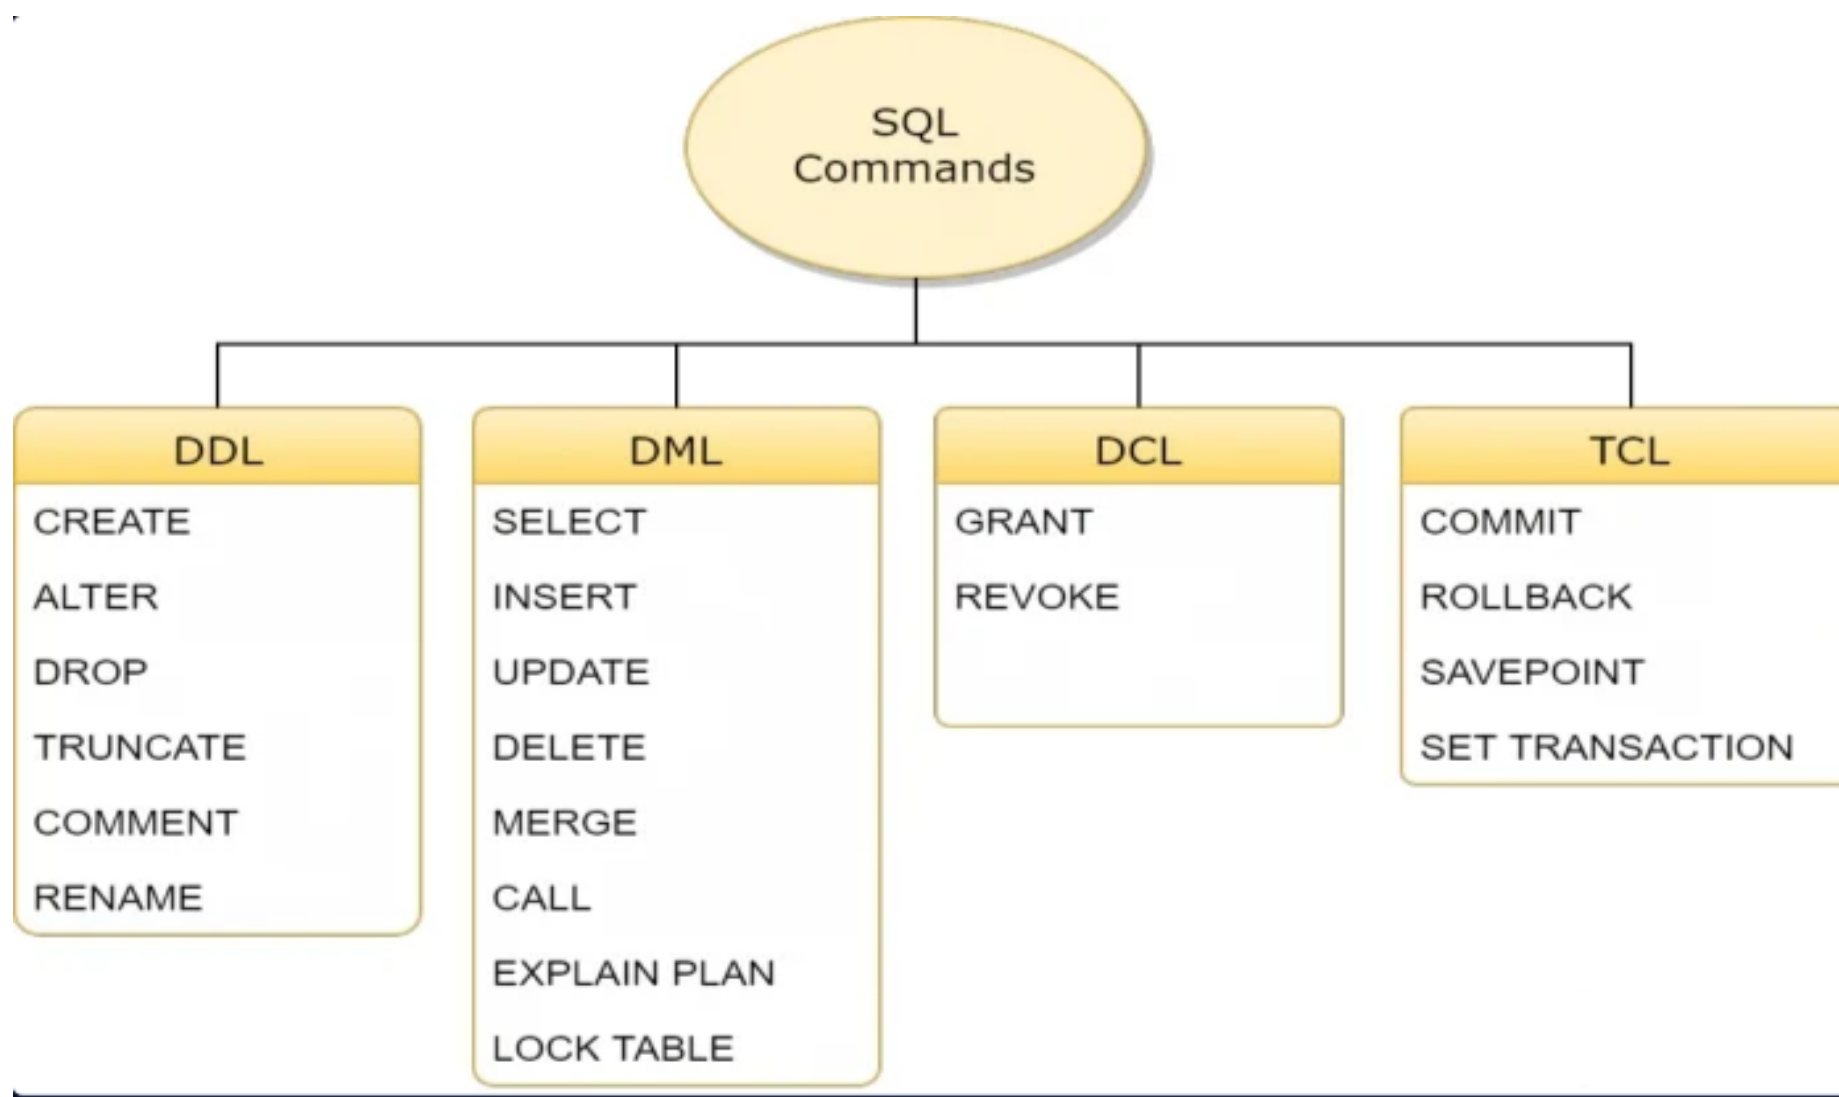 SQL
Commands
DDL
CREATE
ALTER
DROP
TRUNCATE
COMMENT
RENAME
DML
SELECT
INSERT
UPDATE
DELETE
MERGE
CALL
EXPLAIN PLAN
LOCK TABLE
DCL
GRANT
REVOKE
TCL
COMMIT
ROLLBACK
SAVEPOINT
SET TRANSACTION